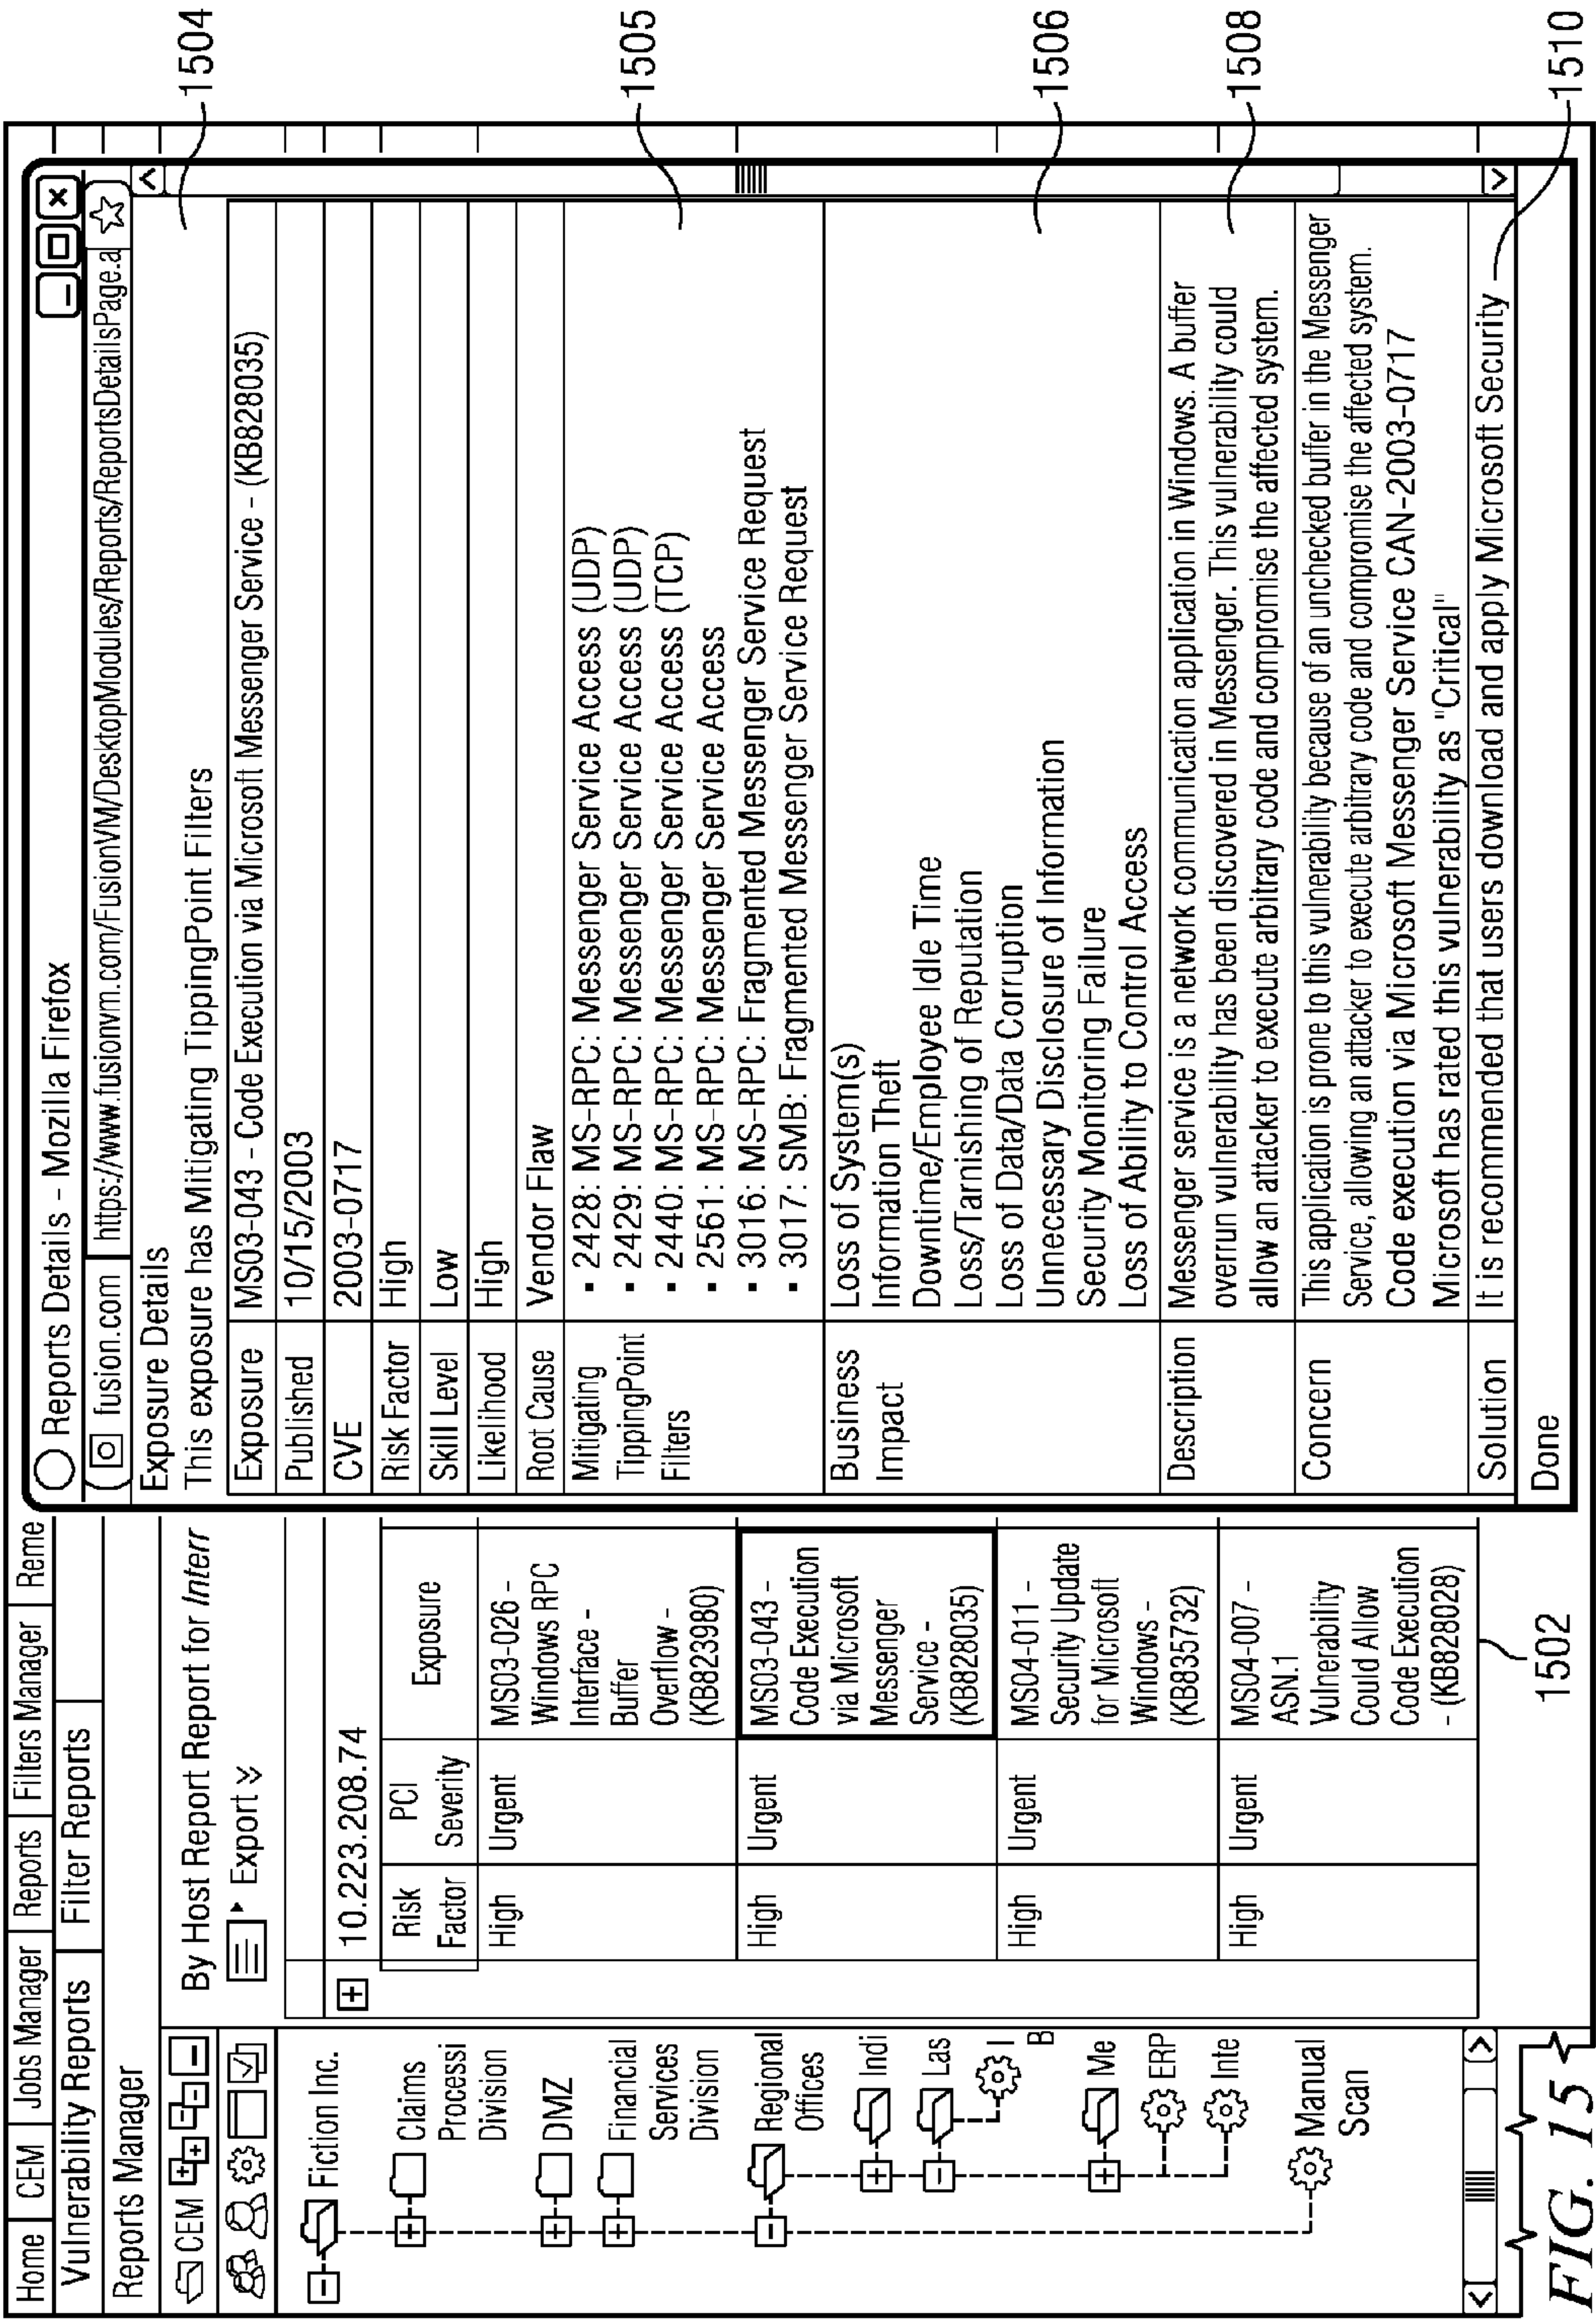 Home | CEM | Jobs Manager | Reports | Filters Manager | Reme
Vulnerability Reports | Filter Reports
Reports Manager
CEM
Fiction Inc.
Claims
Processi
Division
DMZ
Financial
Services
Division
Regional
Offices
Indi
Las
I
B
Me
ERP
Inte
Manual
Scan
By Host Report Report for Interr
Export
10.223.208.74
Risk
Factor
PCI
Severity
Exposure
High
Urgent
MS03-026 -
Windows RPC
Interface -
Buffer
Overflow -
(KB823980)
High
Urgent
MS03-043 -
Code Execution
via Microsoft
Messenger
Service -
(KB828035)
High
Urgent
MS04-011 -
Security Update
for Microsoft
Windows -
(KB835732)
High
Urgent
MS04-007 -
ASN.1
Vulnerability
Could Allow
Code Execution
- (KB828028)
1502
Reports Details - Mozilla Firefox
fusion.com https://www.fusionvm.com/FusionVM/DesktopModules/Reports/ReportsDetailsPage.a
Exposure Details
This exposure has Mitigating TippingPoint Filters
1504
Exposure MS03-043 - Code Execution via Microsoft Messenger Service - (KB828035)
Published 10/15/2003
CVE 2003-0717
Risk Factor High
Skill Level Low
Likelihood High
Root Cause Vendor Flaw
Mitigating
TippingPoint
Filters
▪ 2428: MS-RPC: Messenger Service Access (UDP)
▪ 2429: MS-RPC: Messenger Service Access (UDP)
▪ 2440: MS-RPC: Messenger Service Access (TCP)
▪ 2561: MS-RPC: Messenger Service Access
▪ 3016: MS-RPC: Fragmented Messenger Service Request
▪ 3017: SMB: Fragmented Messenger Service Request
1505
Business
Impact
Loss of System(s)
Information Theft
Downtime/Employee Idle Time
Loss/Tarnishing of Reputation
Loss of Data/Data Corruption
Unnecessary Disclosure of Information
Security Monitoring Failure
Loss of Ability to Control Access
1506
Description
Messenger service is a network communication application in Windows. A buffer
overrun vulnerability has been discovered in Messenger. This vulnerability could
allow an attacker to execute arbitrary code and compromise the affected system.
1508
Concern
This application is prone to this vulnerability because of an unchecked buffer in the Messenger
Service, allowing an attacker to execute arbitrary code and compromise the affected system.
Code execution via Microsoft Messenger Service CAN-2003-0717
Microsoft has rated this vulnerability as "Critical"
Solution It is recommended that users download and apply Microsoft Security
1510
Done
FIG. 15